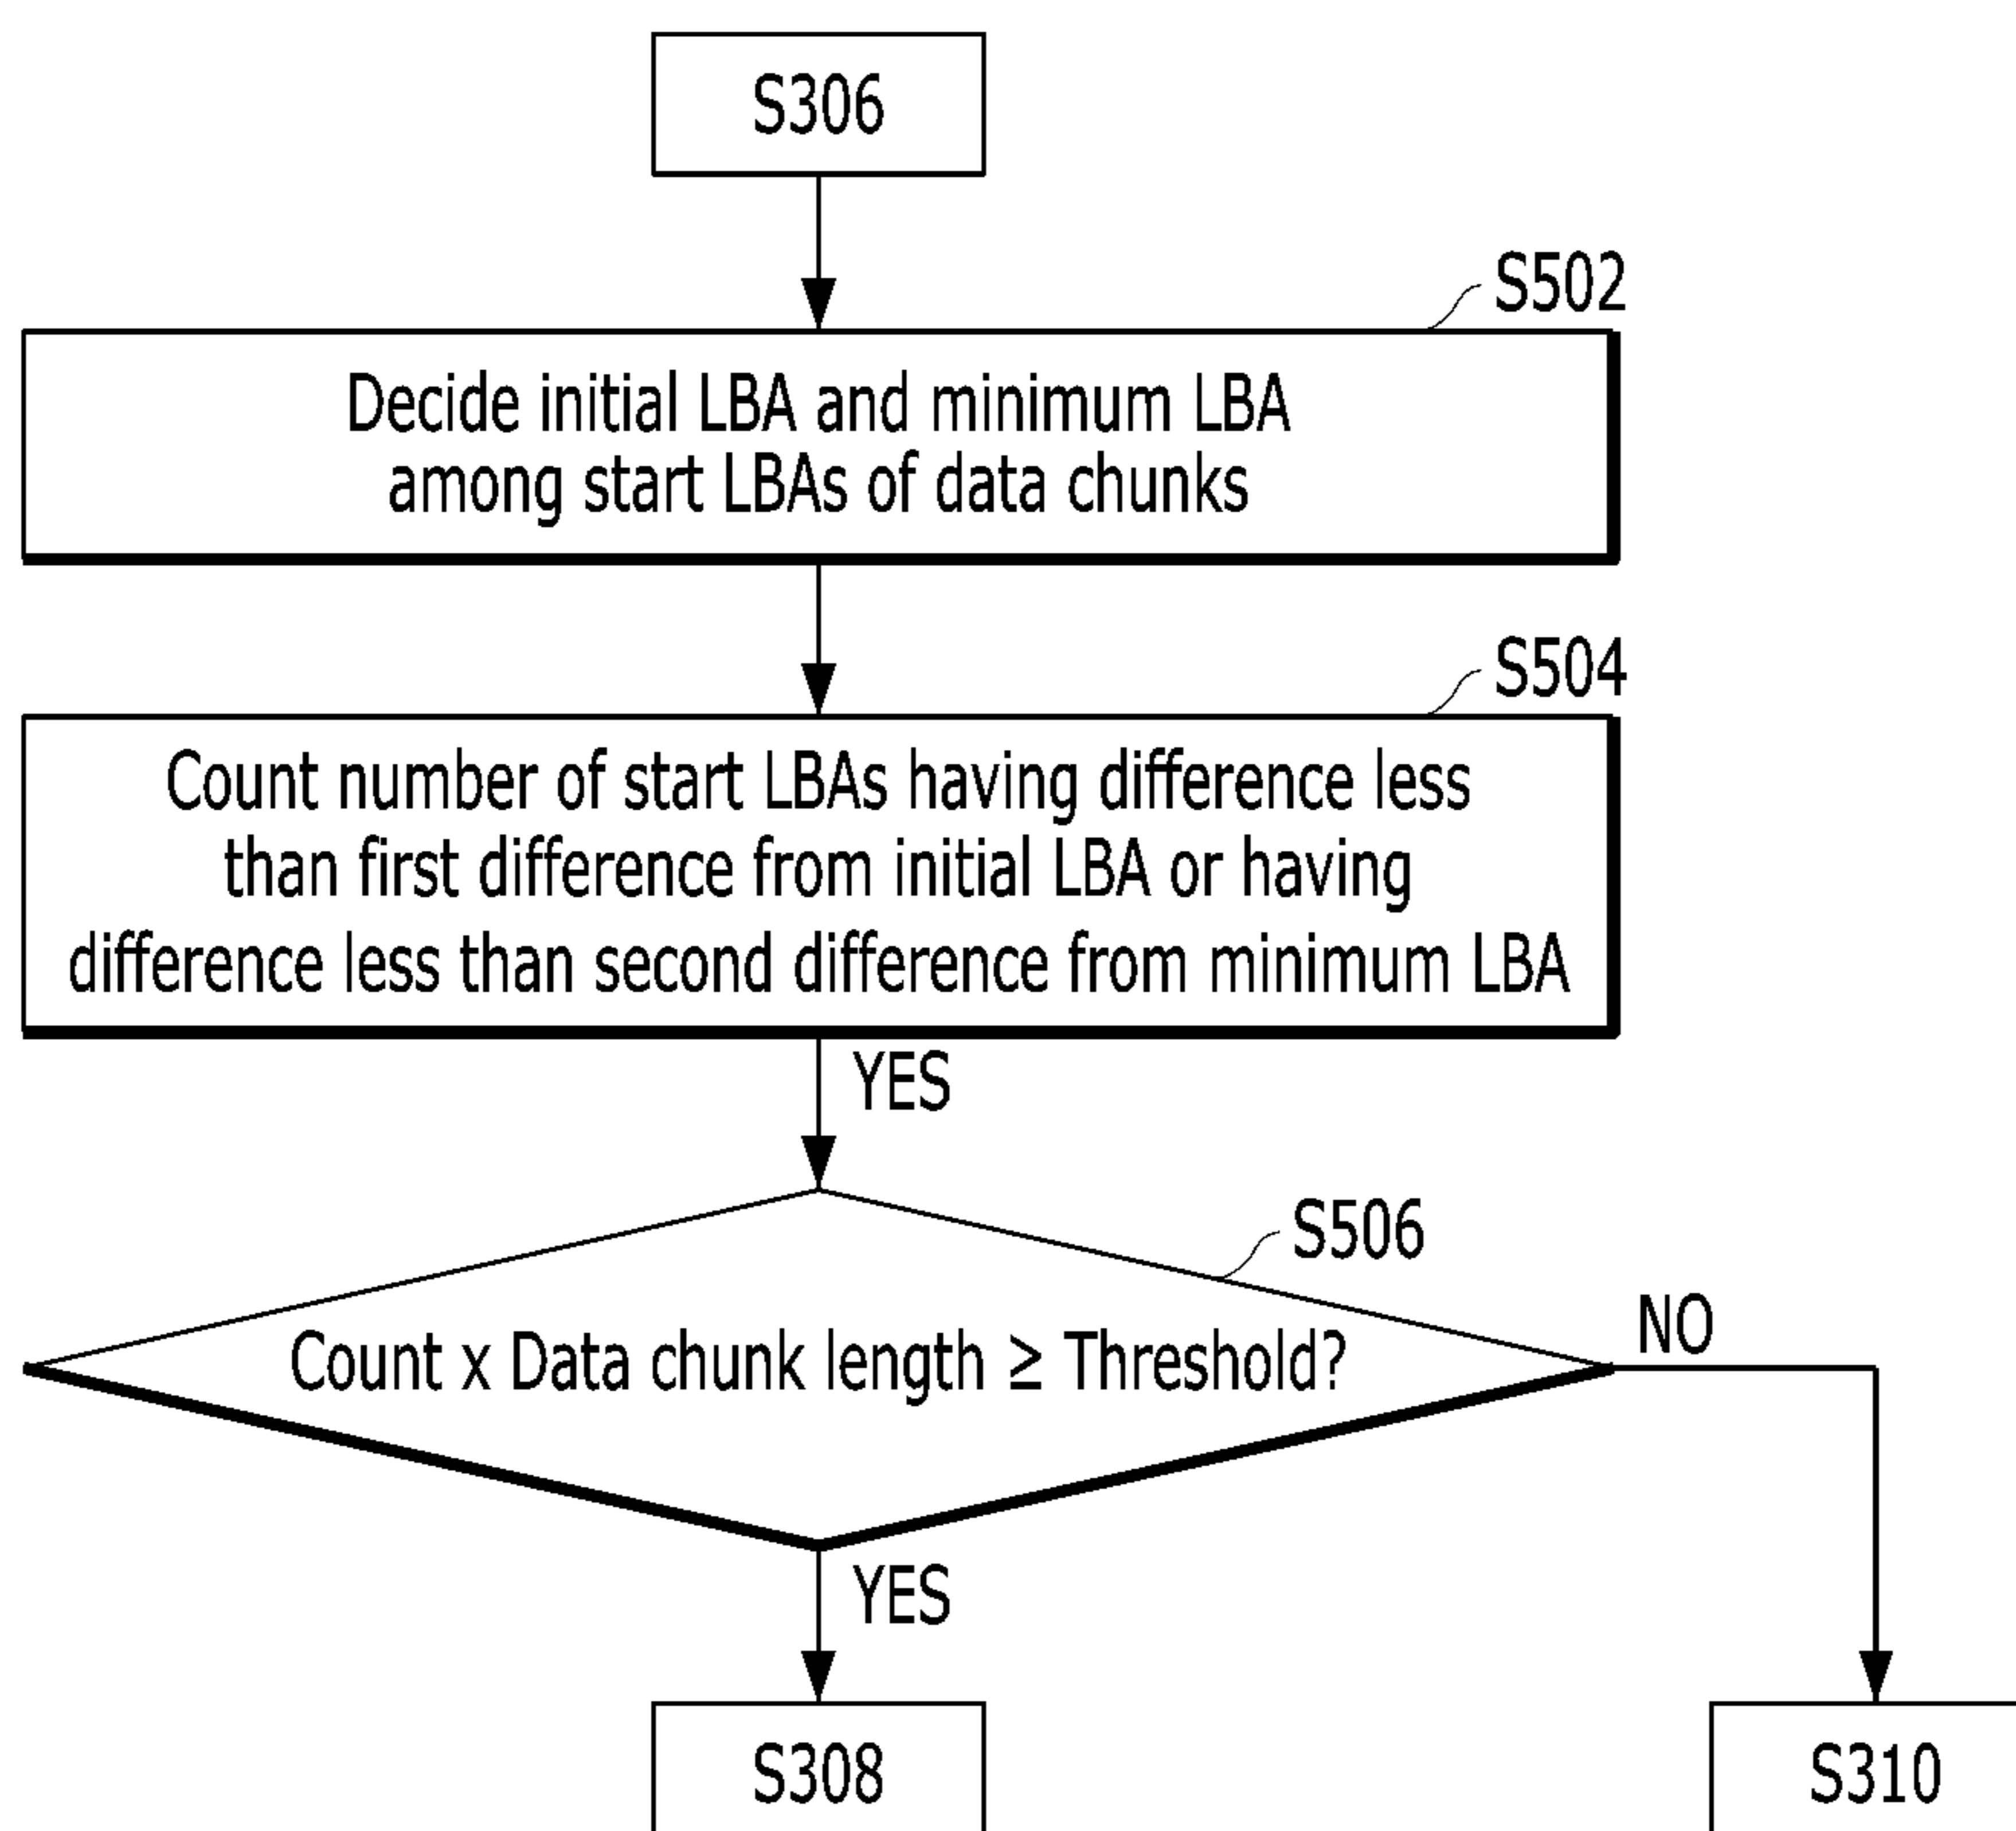 S306
S502
Decide initial LBA and minimum LBA
among start LBAs of data chunks
S504
Count number of start LBAs having difference less
than first difference from initial LBA or having
difference less than second difference from minimum LBA
YES
S506
Count x Data chunk length ≥ Threshold?
NO
YES
S308
S310